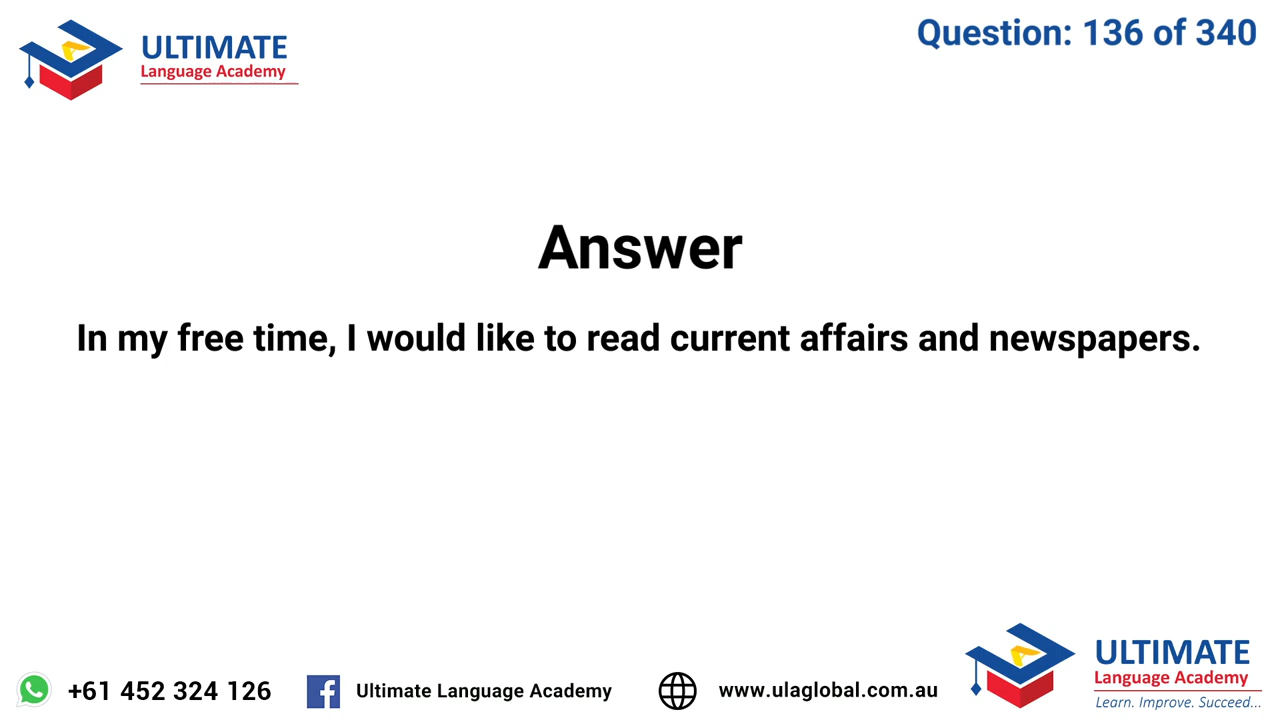 ULTIMATE
Language Academy
Question: 136 of 340
Answer
In my free time, I would like to read current affairs and newspapers.
+61 452 324 126
Ultimate Language Academy
www.ulaglobal.com.au
ULTIMATE
Language Academy
Learn. Improve. Succeed...